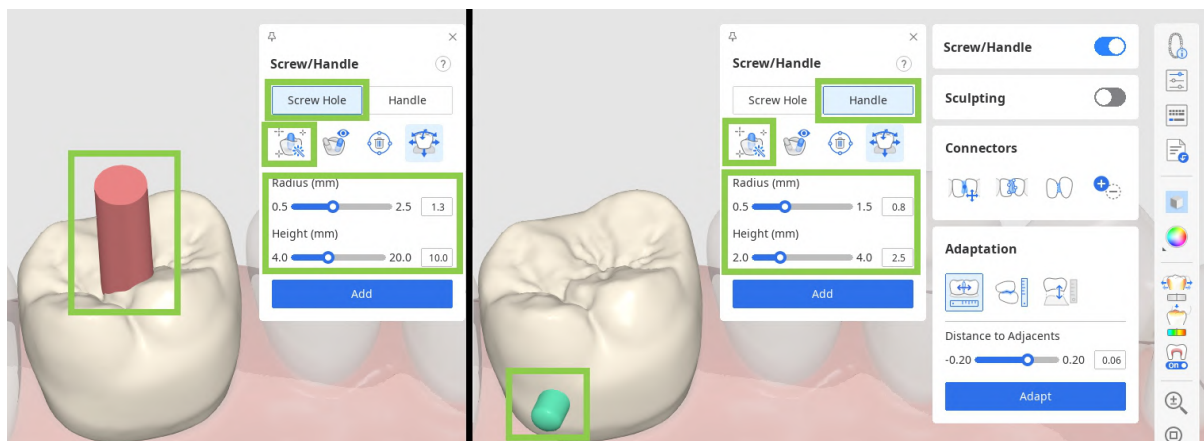 Screw/Handle
?
Screw Hole Handle
Radius (mm)
0.5 2.5 1.3
Height (mm)
4.0 20.0 10.0
Add
Screw/Handle
?
Screw Hole Handle
Radius (mm)
0.5 1.5 0.8
Height (mm)
2.0 4.0 2.5
Add
Screw/Handle
Sculpting
Connectors
Adaptation
Distance to Adjacents
-0.20 0.20 0.06
Adapt
On